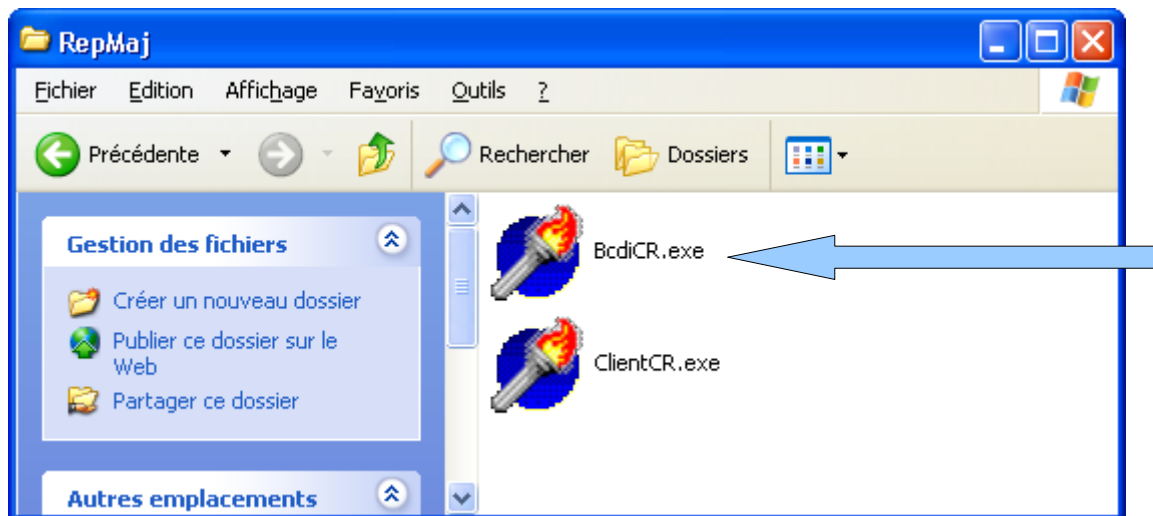 RepMaj
Fichier Edition Affichage Favoris Outils ?
Précédente Rechercher Dossiers
Gestion des fichiers
Créer un nouveau dossier
Publier ce dossier sur le
Web
Partager ce dossier
Autres emplacements
BcdiCR.exe
ClientCR.exe